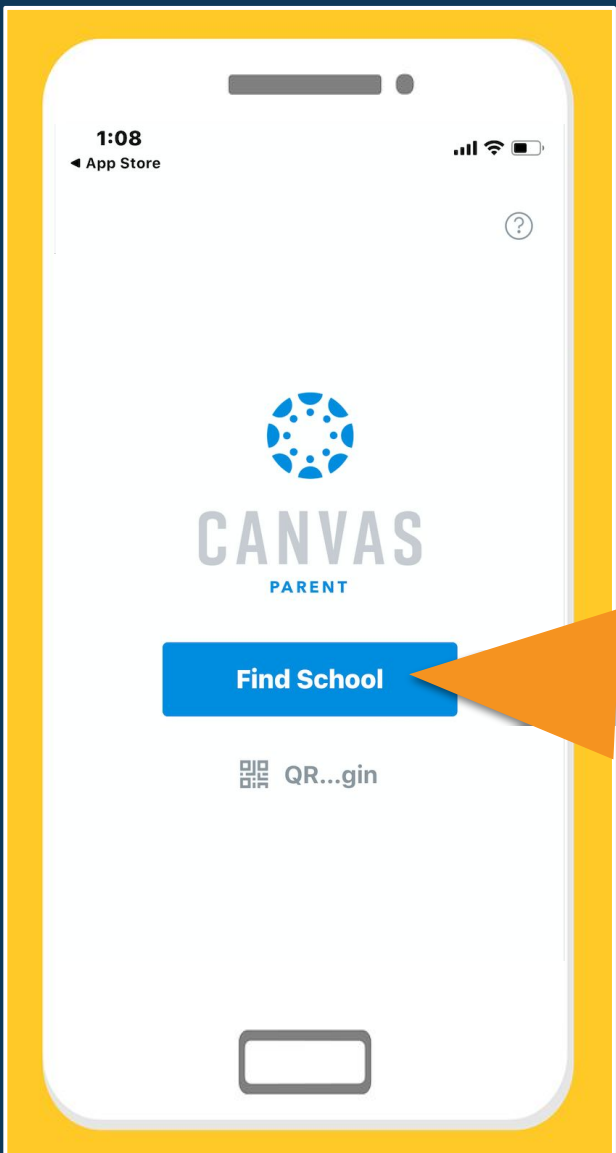 1:08
◄ App Store
?
CANVAS
PARENT
Find School
QR...gin